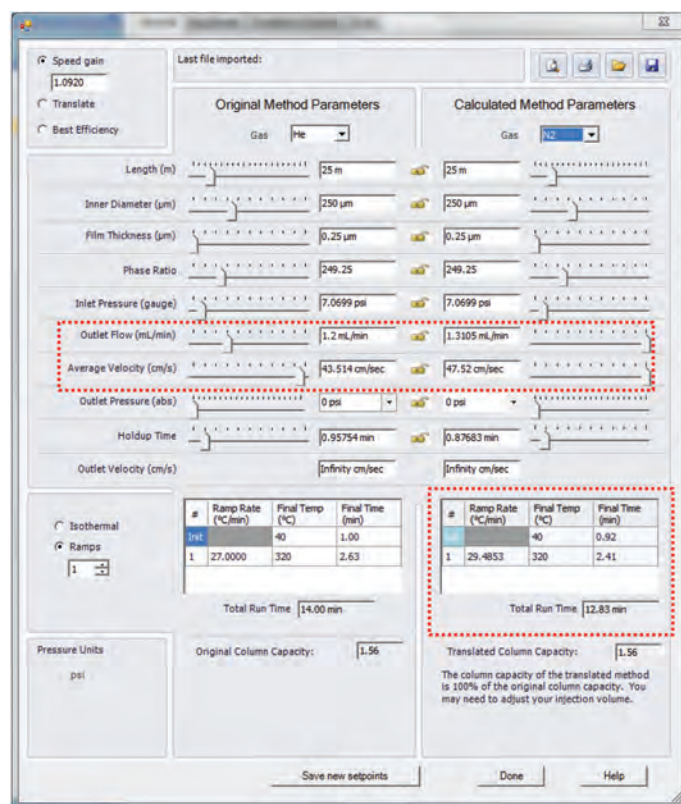 Speed gain
1.0920
Translate
Best Efficiency
Last file imported:
Original Method Parameters
Calculated Method Parameters
Gas He
Gas N2
Length (m) 25 m 25 m
Inner Diameter (µm) 250 µm 250 µm
Film Thickness (µm) 0.25 µm 0.25 µm
Phase Ratio 249.25 249.25
Inlet Pressure (gauge) 7.0699 psi 7.0699 psi
Outlet Flow (mL/min) 1.2 mL/min 1.3105 mL/min
Average Velocity (cm/s) 43.514 cm/sec 47.52 cm/sec
Outlet Pressure (abs) 0 psi 0 psi
Holdup Time 0.95754 min 0.87683 min
Outlet Velocity (cm/s) Infinity cm/sec Infinity cm/sec
Isothermal
Ramps
1
# Ramp Rate (°C/min) Final Temp (°C) Final Time (min)
Init 40 1.00
1 27.0000 320 2.63
Total Run Time 14.00 min
# Ramp Rate (°C/min) Final Temp (°C) Final Time (min)
40 0.92
1 29.4853 320 2.41
Total Run Time 12.83 min
Pressure Units
psi
Original Column Capacity: 1.56
Translated Column Capacity: 1.56
The column capacity of the translated method
is 100% of the original column capacity. You
may need to adjust your injection volume.
Save new setpoints
Done
Help